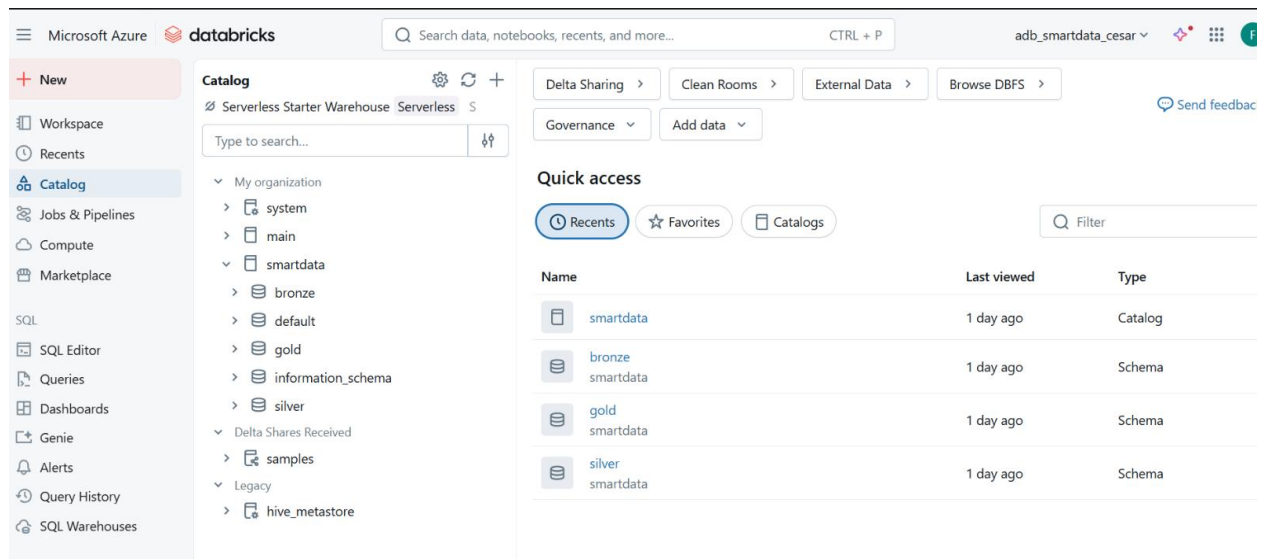 Microsoft Azure databricks
Search data, notebooks, recents, and more... CTRL + P
adb_smartdata_cesar
New
Workspace
Recents
Catalog
Jobs & Pipelines
Compute
Marketplace
SQL
SQL Editor
Queries
Dashboards
Genie
Alerts
Query History
SQL Warehouses
Catalog
Serverless Starter Warehouse Serverless S
Type to search...
My organization
system
main
smartdata
bronze
default
gold
information_schema
silver
Delta Shares Received
samples
Legacy
hive_metastore
Delta Sharing Clean Rooms External Data Browse DBFS
Governance Add data
Send feedbac
Quick access
Recents Favorites Catalogs Filter
Name Last viewed Type
smartdata 1 day ago Catalog
bronze
smartdata 1 day ago Schema
gold
smartdata 1 day ago Schema
silver
smartdata 1 day ago Schema